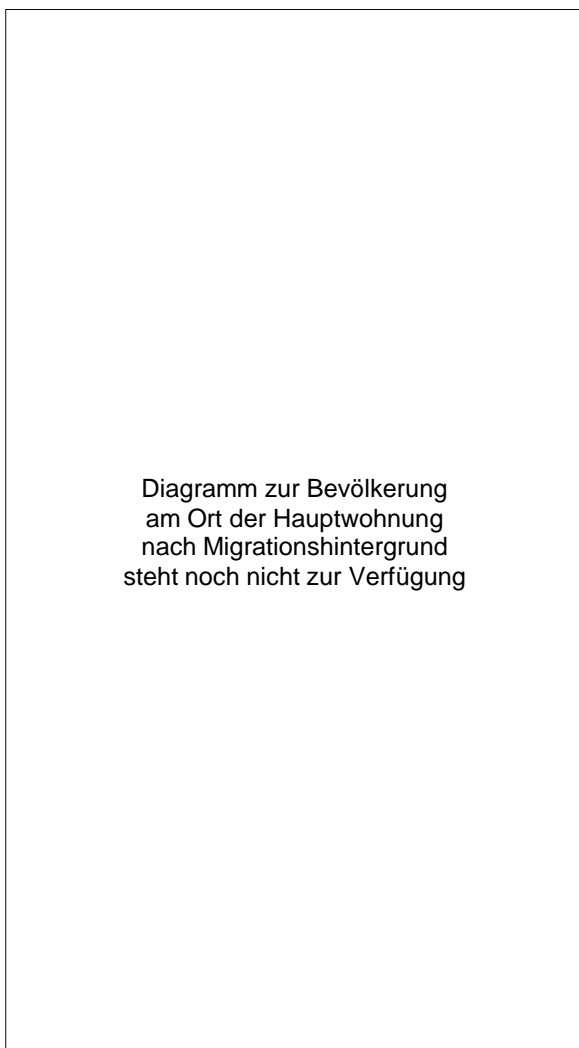 Diagramm zur Bevölkerung
am Ort der Hauptwohnung
nach Migrationshintergrund
steht noch nicht zur Verfügung